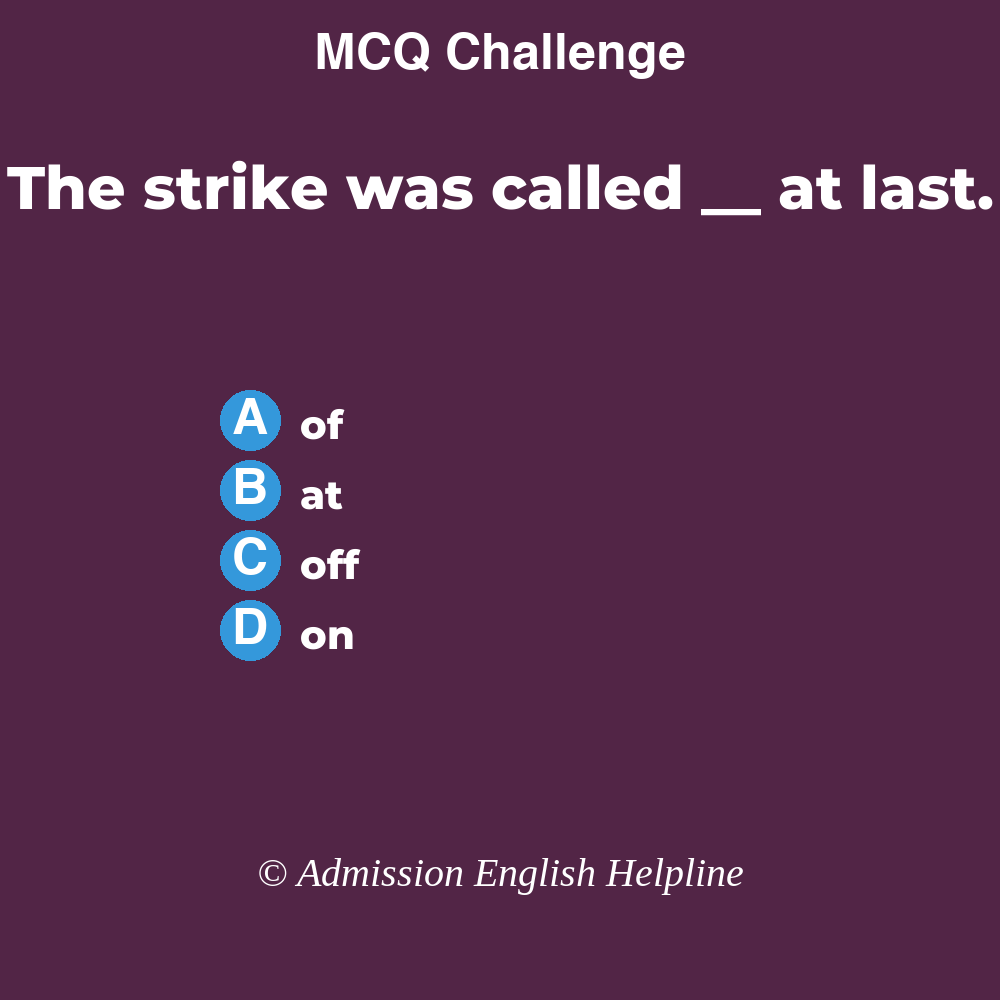 MCQ Challenge
The strike was called __ at last.
A of
B at
C off
D on
© Admission English Helpline